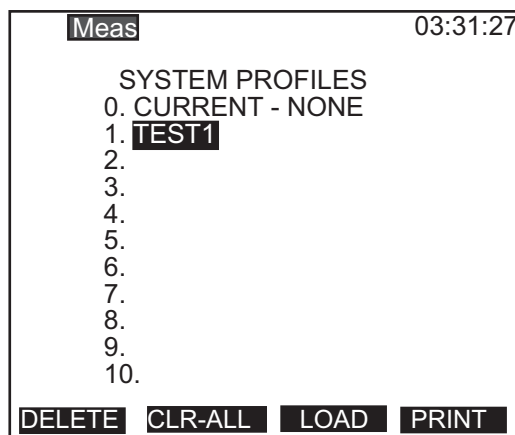 Meas 03:31:27
SYSTEM PROFILES
0. CURRENT - NONE
1. TEST1
2.
3.
4.
5.
6.
7.
8.
9.
10.
DELETE CLR-ALL LOAD PRINT